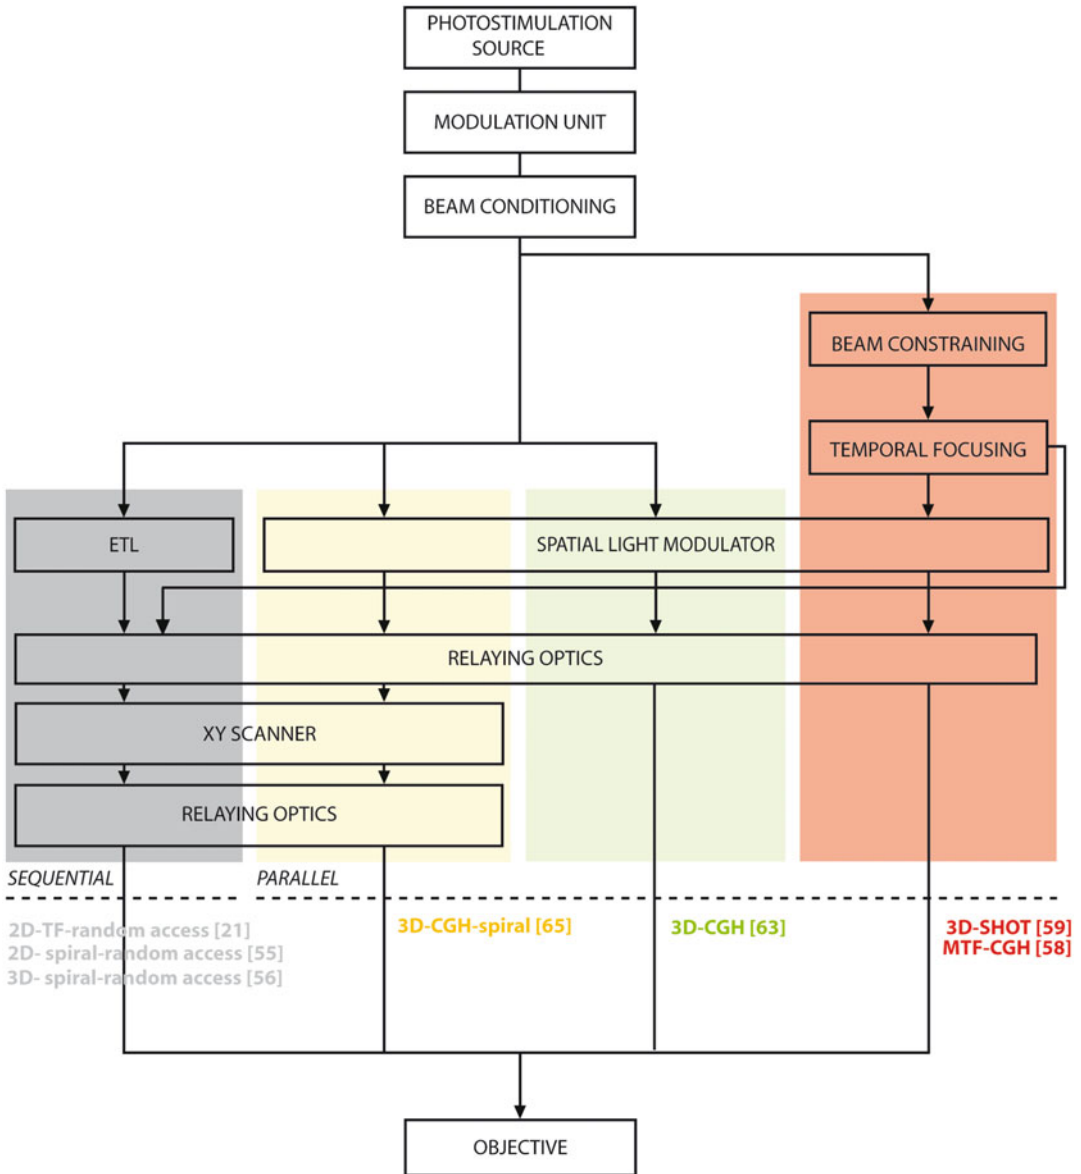 PHOTOSTIMULATION
SOURCE
MODULATION UNIT
BEAM CONDITIONING
BEAM CONSTRAINING
TEMPORAL FOCUSING
ETL
SPATIAL LIGHT MODULATOR
RELAYING OPTICS
XY SCANNER
RELAYING OPTICS
SEQUENTIAL
PARALLEL
2D-TF-random access [21]
2D- spiral-random access [55]
3D- spiral-random access [56]
3D-CGH-spiral [65]
3D-CGH [63]
3D-SHOT [59]
MTF-CGH [58]
OBJECTIVE